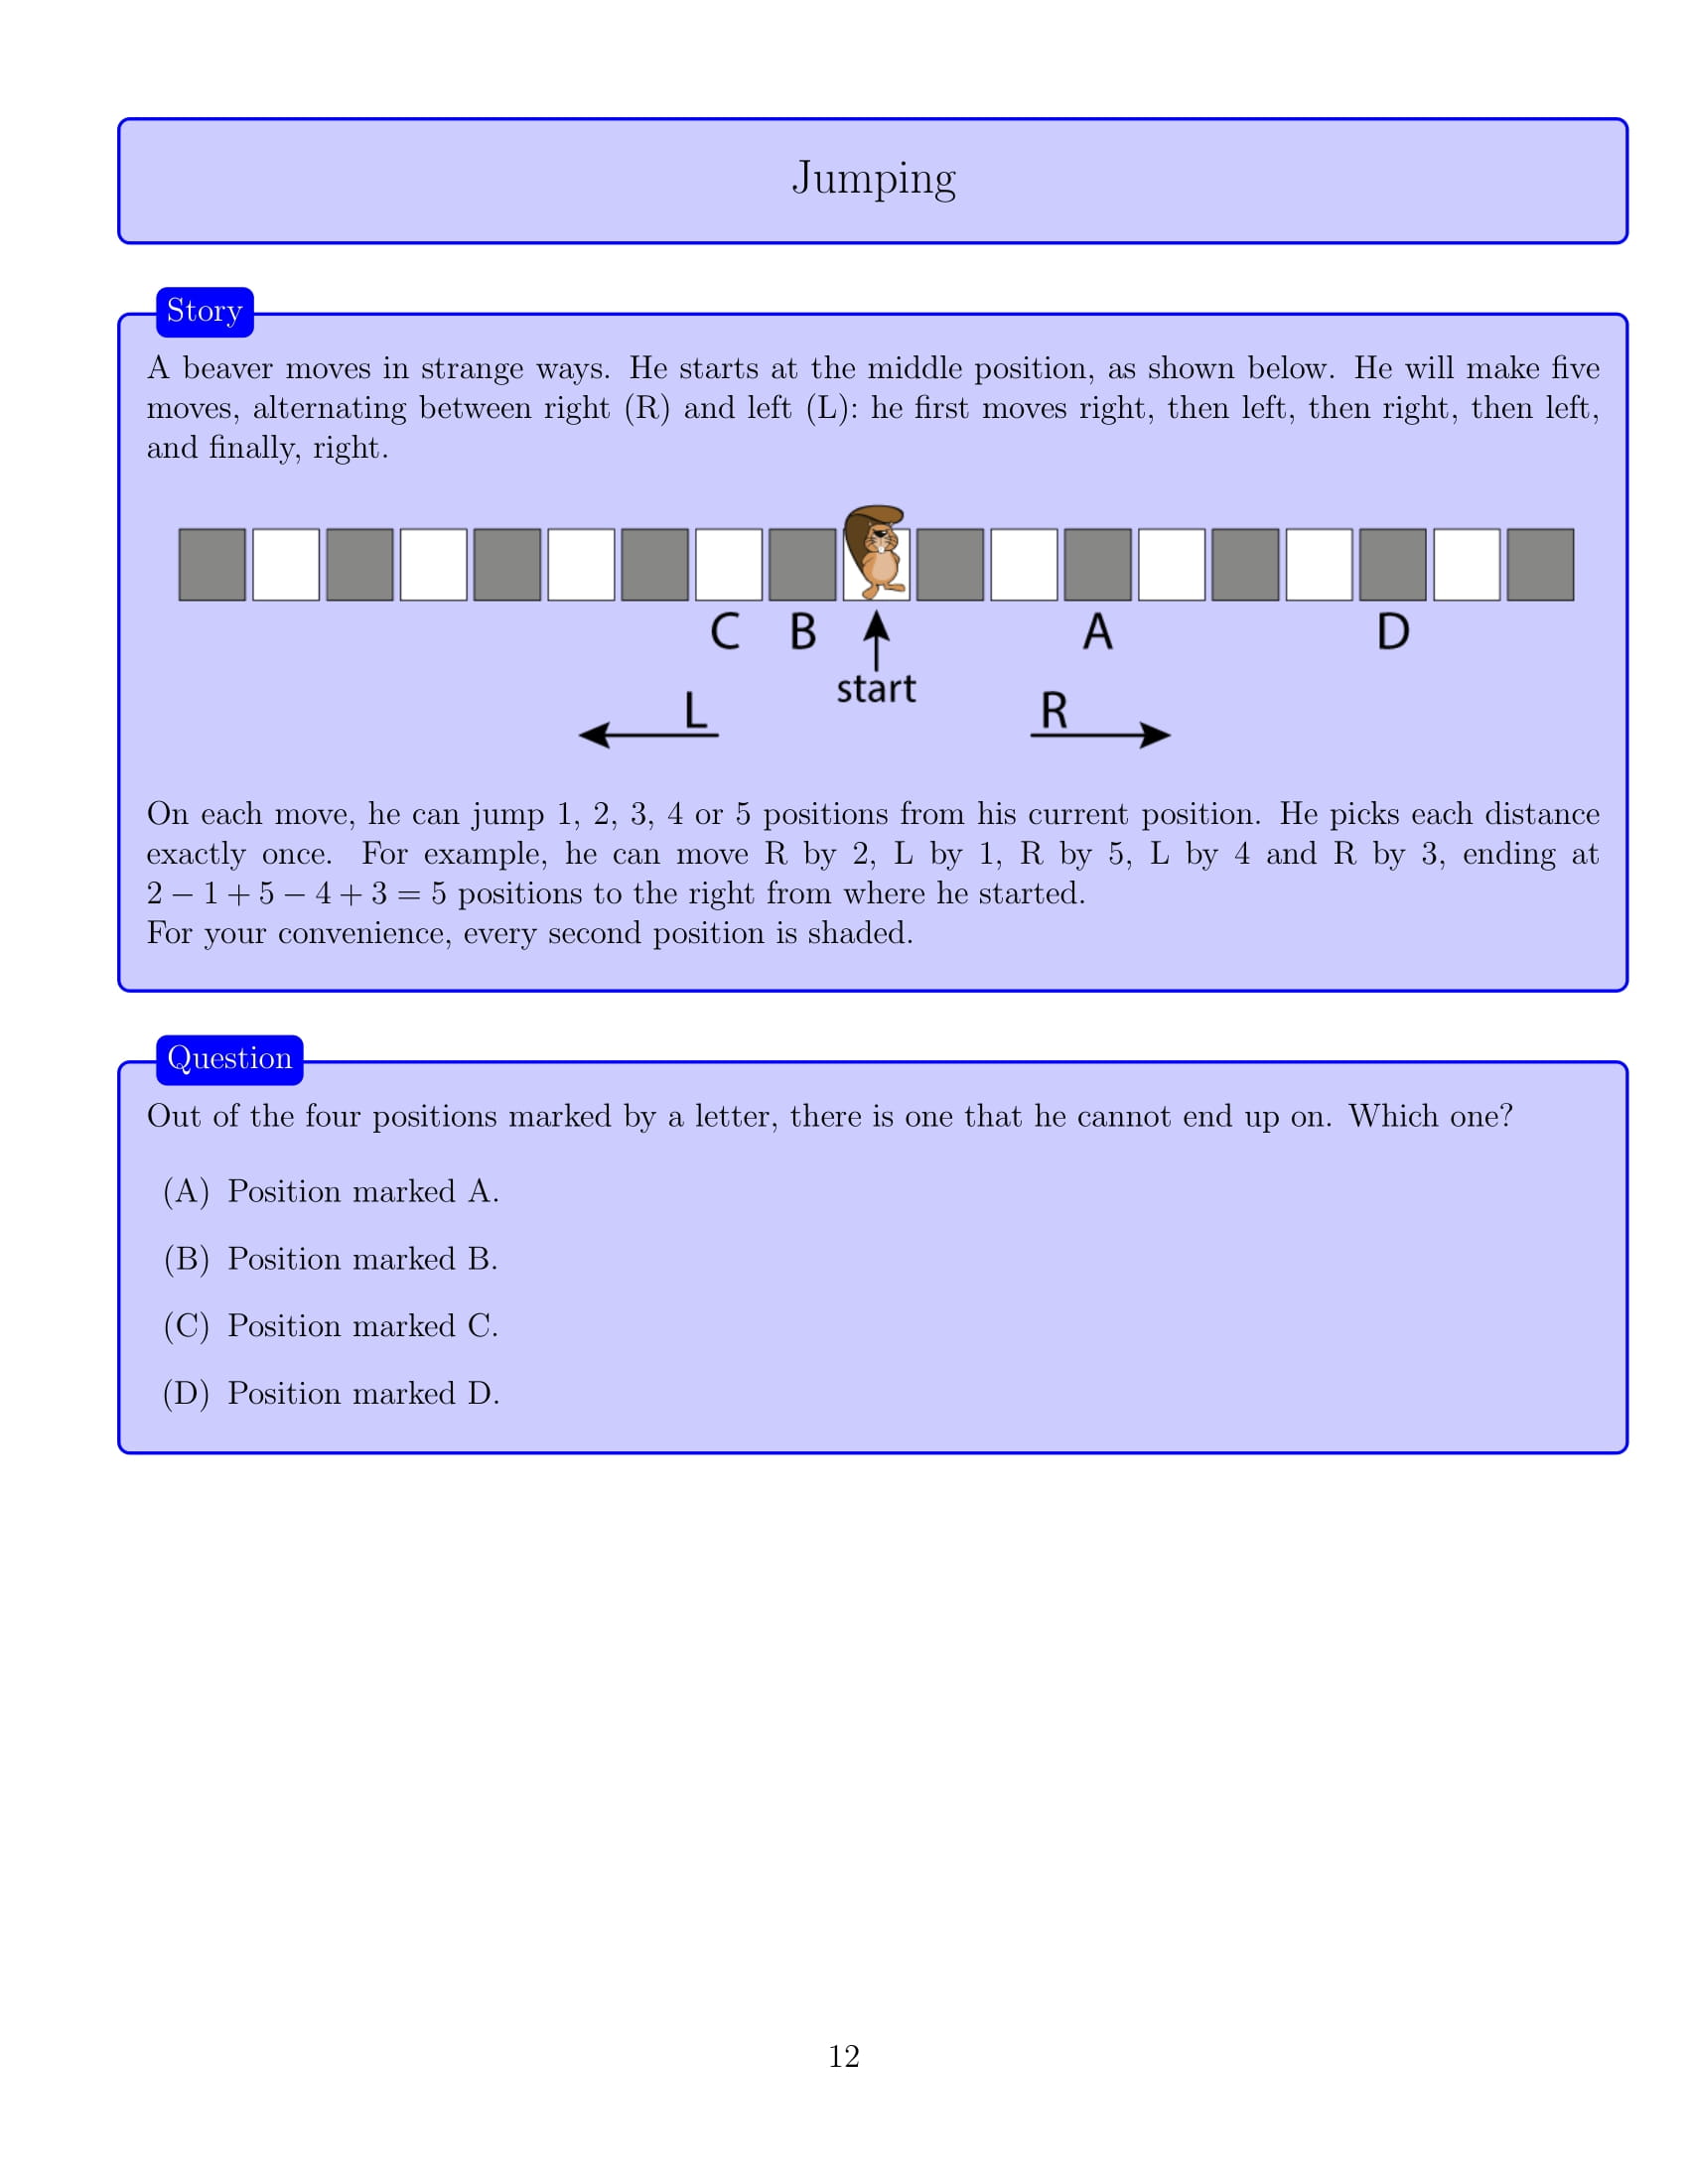 Jumping
Story
A beaver moves in strange ways. He starts at the middle position, as shown below. He will make five
moves, alternating between right (R) and left (L): he first moves right, then left, then right, then left,
and finally, right.
C B A D
start
L R
On each move, he can jump 1, 2, 3, 4 or 5 positions from his current position. He picks each distance
exactly once. For example, he can move R by 2, L by 1, R by 5, L by 4 and R by 3, ending at
2 − 1 + 5 − 4 + 3 = 5 positions to the right from where he started.
For your convenience, every second position is shaded.
Question
Out of the four positions marked by a letter, there is one that he cannot end up on. Which one?
(A) Position marked A.
(B) Position marked B.
(C) Position marked C.
(D) Position marked D.
12